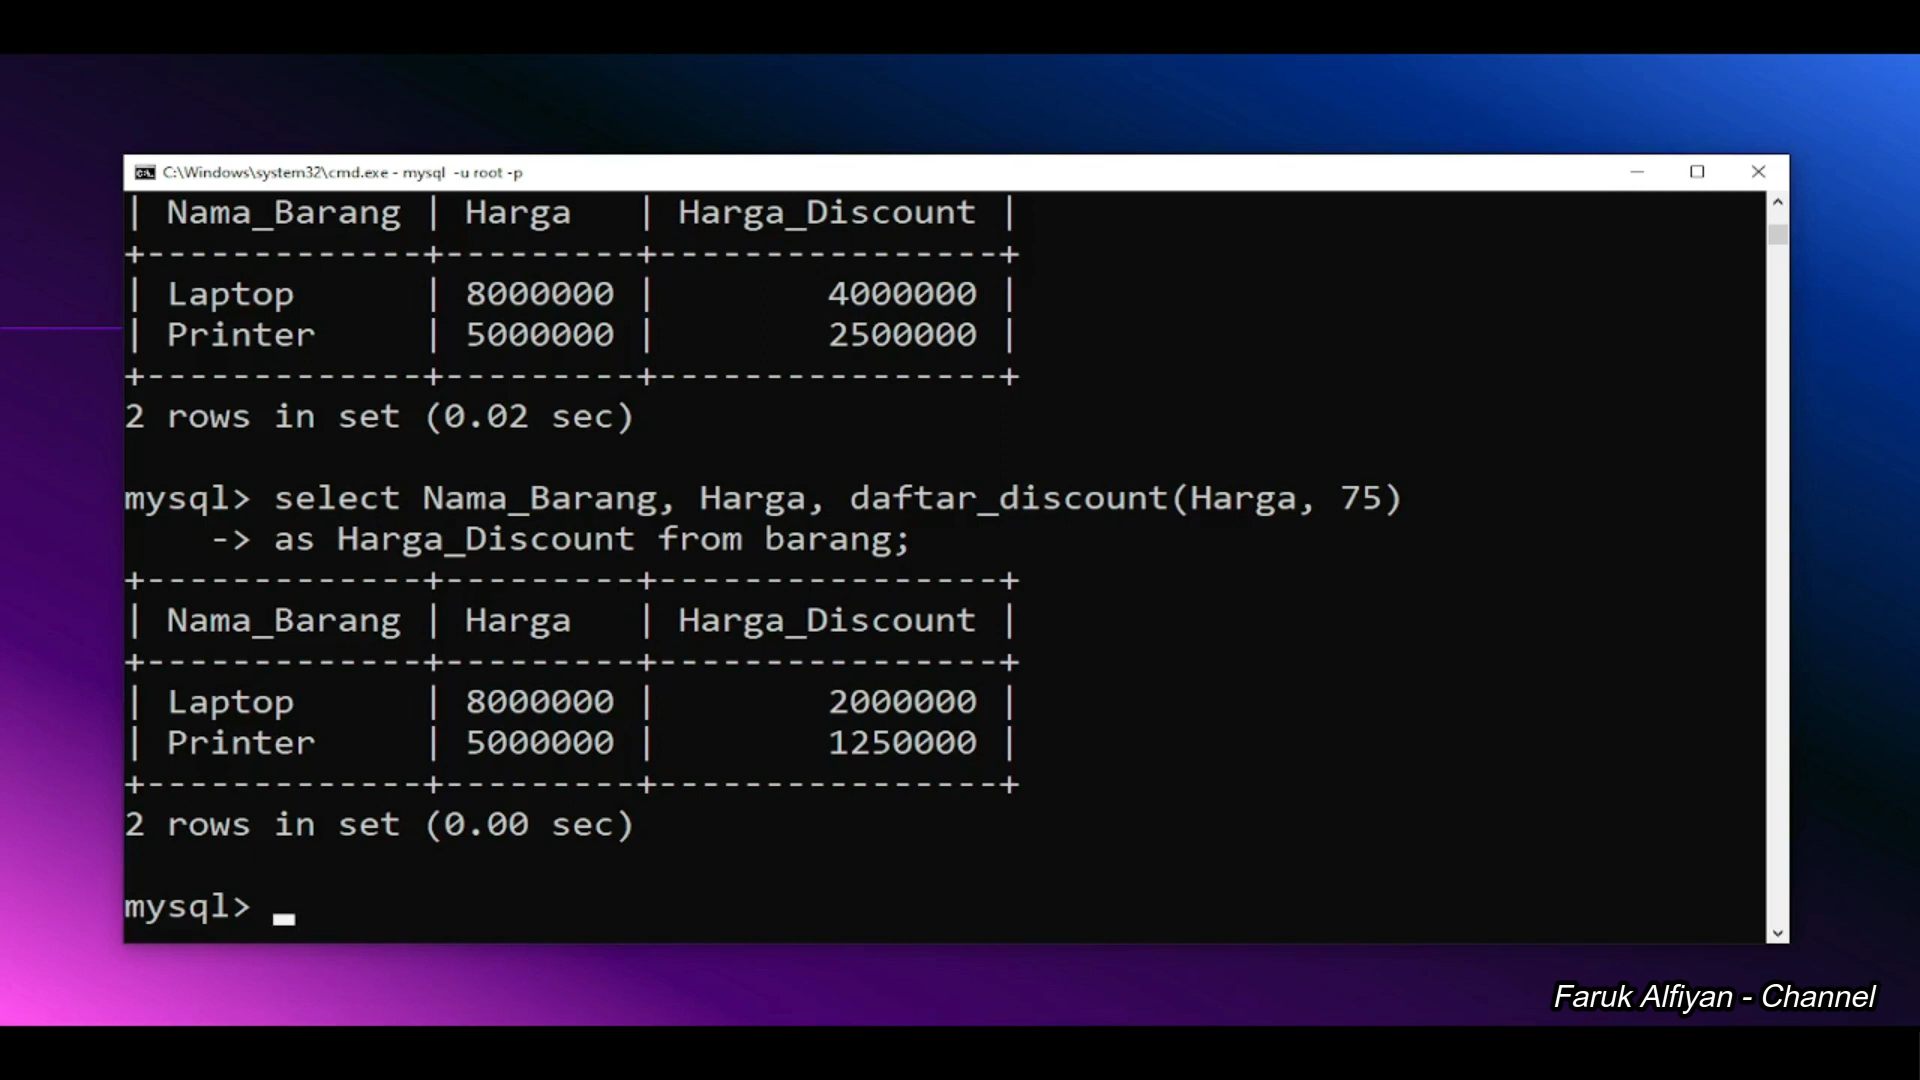 C:\Windows\system32\cmd.exe - mysql -u root -p
| Nama_Barang | Harga   | Harga_Discount |
+-------------+---------+----------------+
| Laptop      | 8000000 |        4000000 |
| Printer     | 5000000 |        2500000 |
+-------------+---------+----------------+
2 rows in set (0.02 sec)
mysql> select Nama_Barang, Harga, daftar_discount(Harga, 75)
    -> as Harga_Discount from barang;
+-------------+---------+----------------+
| Nama_Barang | Harga   | Harga_Discount |
+-------------+---------+----------------+
| Laptop      | 8000000 |        2000000 |
| Printer     | 5000000 |        1250000 |
+-------------+---------+----------------+
2 rows in set (0.00 sec)
mysql>
Faruk Alfiyan - Channel